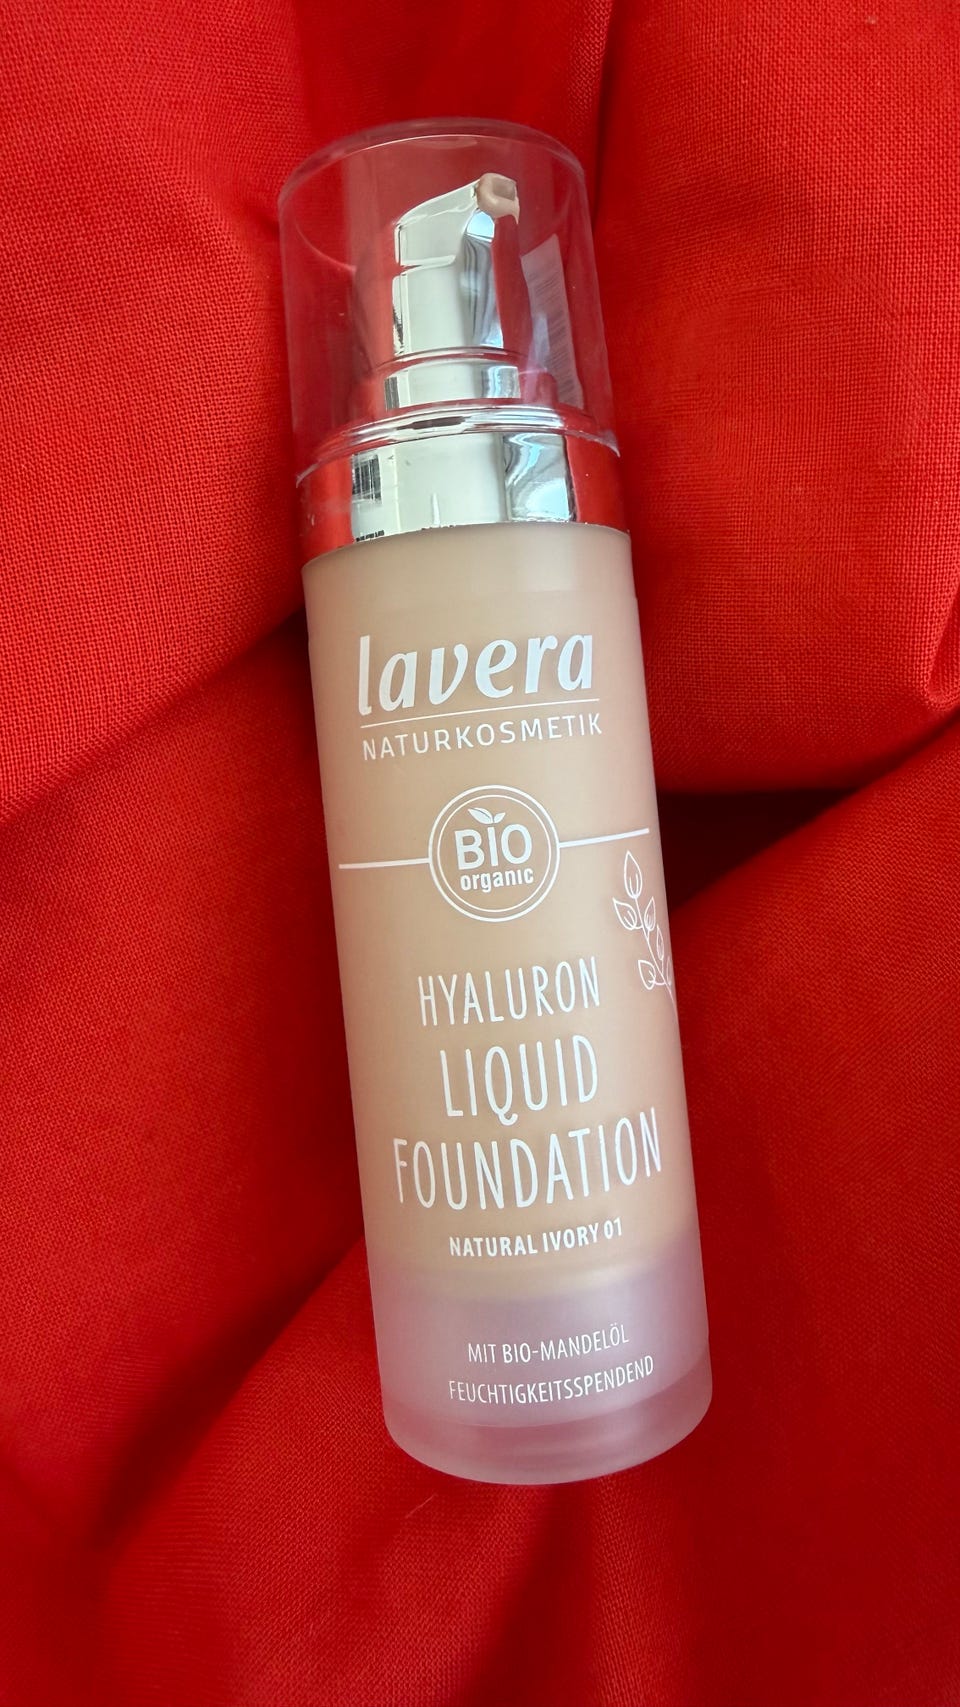 lavera
NATURKOSMETIK
BIO
organic
HYALURON
LIQUID
FOUNDATION
NATURAL IVORY 01
MIT BIO-MANDELÖL
FEUCHTIGKEITSSPENDEND